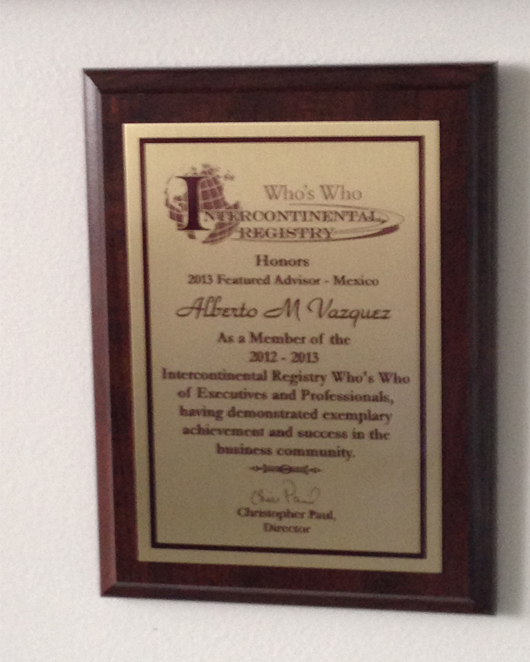 Who's Who
INTERCONTINENTAL
REGISTRY
Honors
2013 Featured Advisor - Mexico
Alberto M Vazquez
As a Member of the
2012 - 2013
Intercontinental Registry Who's Who
of Executives and Professionals,
having demonstrated exemplary
achievement and success in the
business community.
Chris Paul
Christopher Paul,
Director